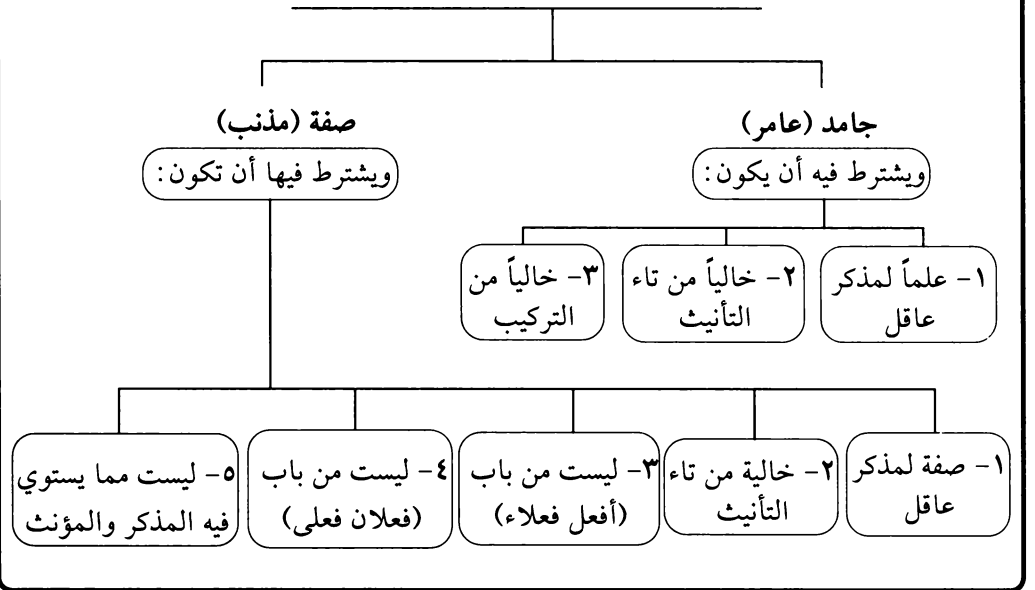 جامد (عامر)
ويشترط فيه أن يكون:
١- علماً لمذكر
عاقل
٢- خالياً من تاء
التأنيث
٣- خالياً من
التركيب
صفة (مذنب)
ويشترط فيها أن تكون:
١- صفة لمذكر
عاقل
٢- خالية من تاء
التأنيث
٣- ليست من باب
(أفعل فعلاء)
٤- ليست من باب
(فعلان فعلى)
٥- ليست مما يستوي
فيه المذكر والمؤنث